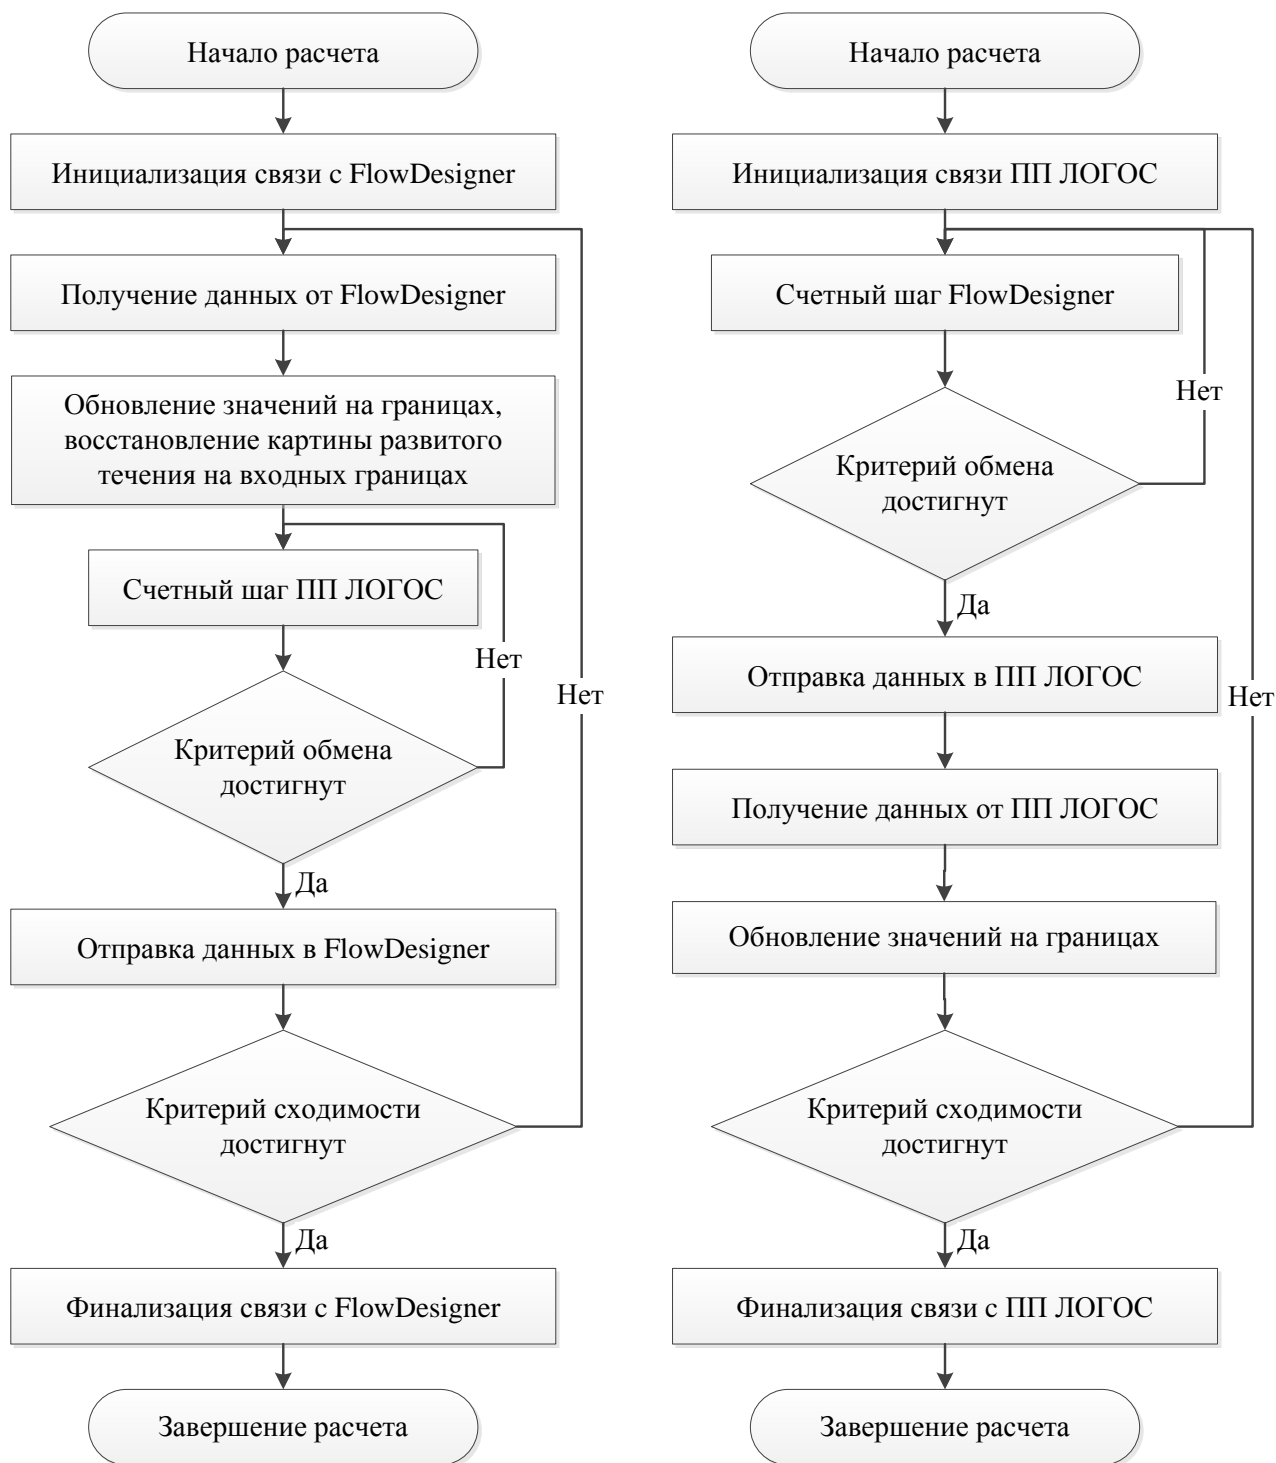 Начало расчета
Инициализация связи с FlowDesigner
Получение данных от FlowDesigner
Обновление значений на границах,
восстановление картины развитого
течения на входных границах
Счетный шаг ПП ЛОГОС
Нет
Нет
Критерий обмена
достигнут
Да
Отправка данных в FlowDesigner
Критерий сходимости
достигнут
Да
Финализация связи с FlowDesigner
Завершение расчета
Начало расчета
Инициализация связи ПП ЛОГОС
Счетный шаг FlowDesigner
Нет
Критерий обмена
достигнут
Да
Отправка данных в ПП ЛОГОС
Нет
Получение данных от ПП ЛОГОС
Обновление значений на границах
Критерий сходимости
достигнут
Да
Финализация связи с ПП ЛОГОС
Завершение расчета